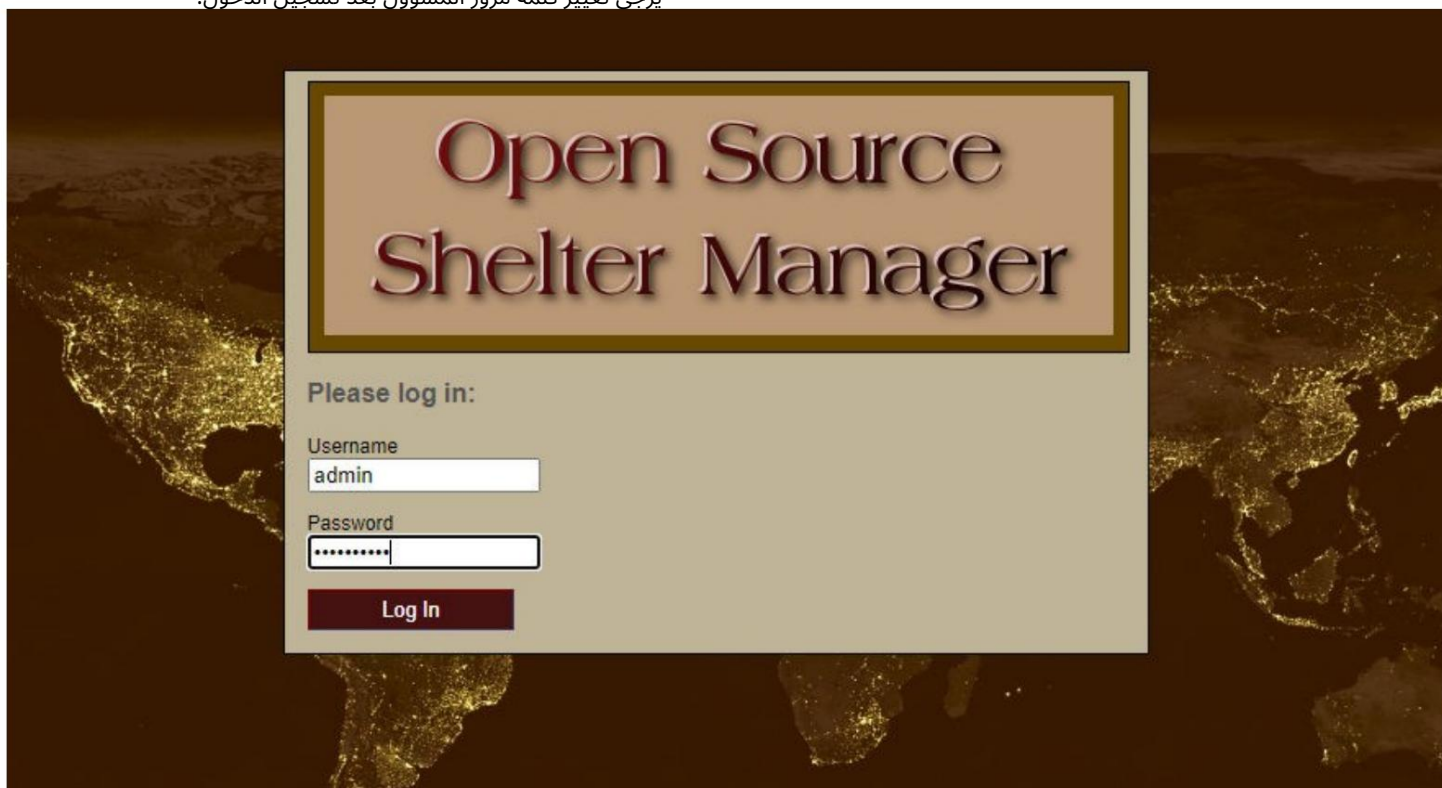 يرجى تغيير كلمة مرور المسؤول بعد تسجيل الدخول.
Open Source
Shelter Manager
Please log in:
Username
admin
Password
••••••••••
Log In